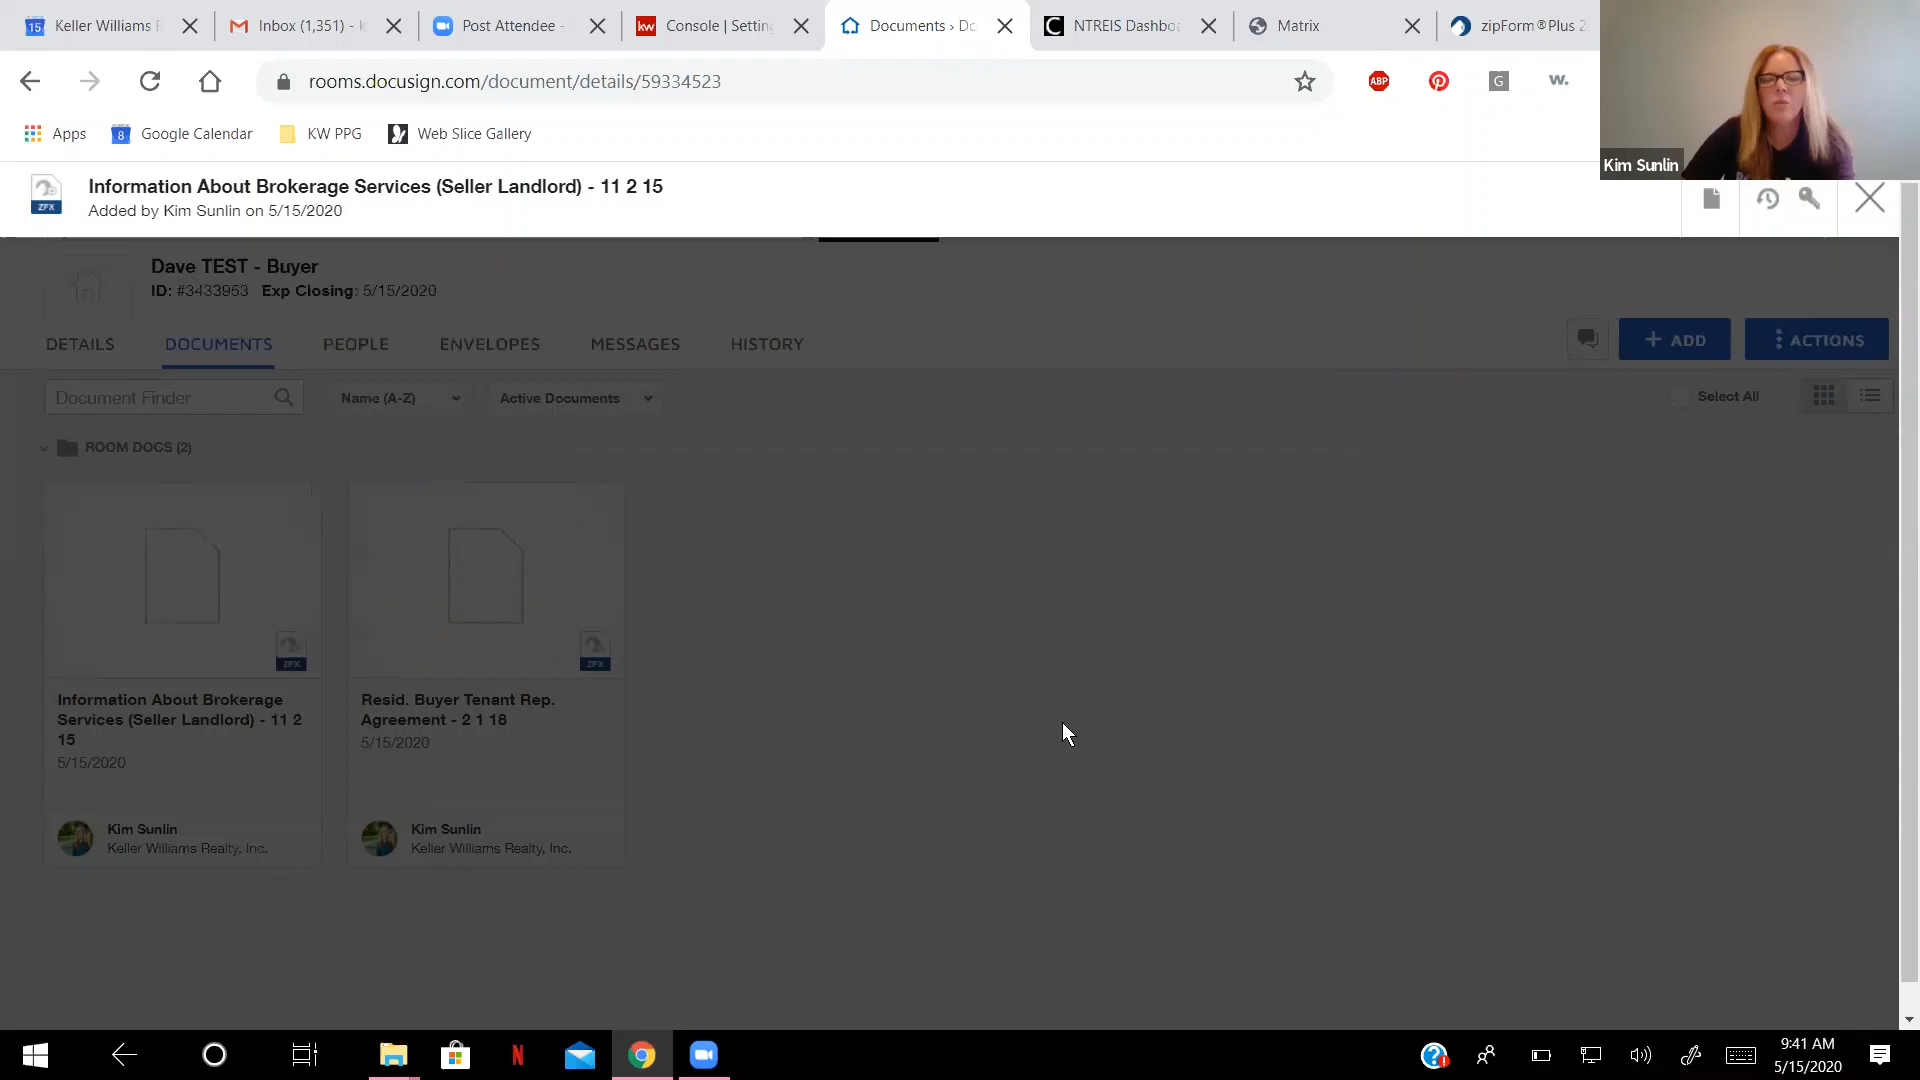 Keller Williams R
Inbox (1,351) - k
Post Attendee -
Console | Setting
Documents › Do
NTREIS Dashbo
Matrix
zipForm®Plus 2
rooms.docusign.com/document/details/59334523
Apps
Google Calendar
KW PPG
Web Slice Gallery
Kim Sunlin
Information About Brokerage Services (Seller Landlord) - 11 2 15
Added by Kim Sunlin on 5/15/2020
Dave TEST - Buyer
ID: #3433953 Exp Closing: 5/15/2020
DETAILS
DOCUMENTS
PEOPLE
ENVELOPES
MESSAGES
HISTORY
+ ADD
ACTIONS
Document Finder
Name (A-Z)
Active Documents
Select All
ROOM DOCS (2)
Information About Brokerage
Services (Seller Landlord) - 11 2
15
5/15/2020
Kim Sunlin
Keller Williams Realty, Inc.
Resid. Buyer Tenant Rep.
Agreement - 2 1 18
5/15/2020
Kim Sunlin
Keller Williams Realty, Inc.
9:41 AM
5/15/2020